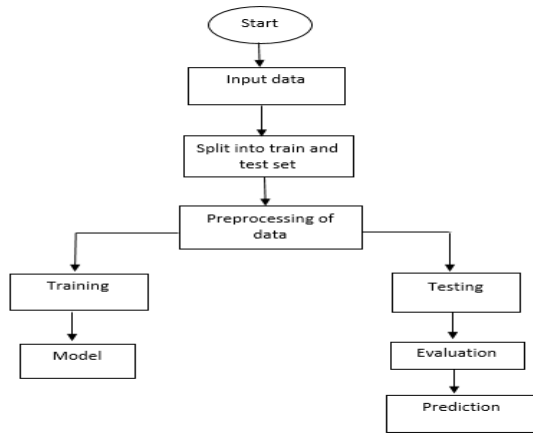 Start
Input data
Split into train and
test set
Preprocessing of
data
Training
Testing
Model
Evaluation
Prediction